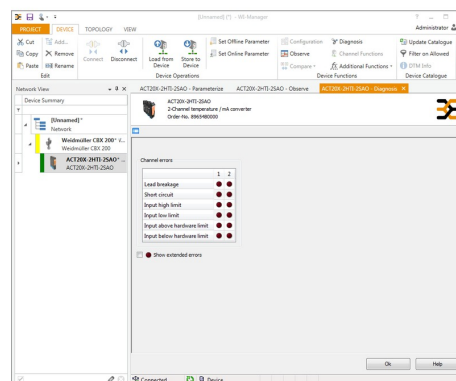 [Unnamed] (*) - WI-Manager
PROJECT DEVICE TOPOLOGY VIEW Administrator
Cut Add...
Copy Remove
Paste Rename
Connect Disconnect
Load from Device Store to Device
Set Offline Parameter
Set Online Parameter
Configuration Diagnosis
Observe Channel Functions
Compare Additional Functions
Update Catalogue
Filter on Allowed
DTM Info
Edit Device Operations Device Functions Device Catalogue
Network View
ACT20X-2HTI-2SAO - Parameterize ACT20X-2HTI-2SAO - Observe ACT20X-2HTI-2SAO - Diagnosis
Device Summary
[Unnamed]*
Network
Weidmüller CBX 200*
Weidmüller CBX 200
ACT20X-2HTI-2SAO* ...
ACT20X-2HTI-2SAO
ACT20X-2HTI-2SAO
2-Channel temperature / mA converter
Order-No. 8965480000
Channel errors
1 2
Lead breakage
Short circuit
Input high limit
Input low limit
Input above hardware limit
Input below hardware limit
Show extended errors
Ok Help
Connected Device